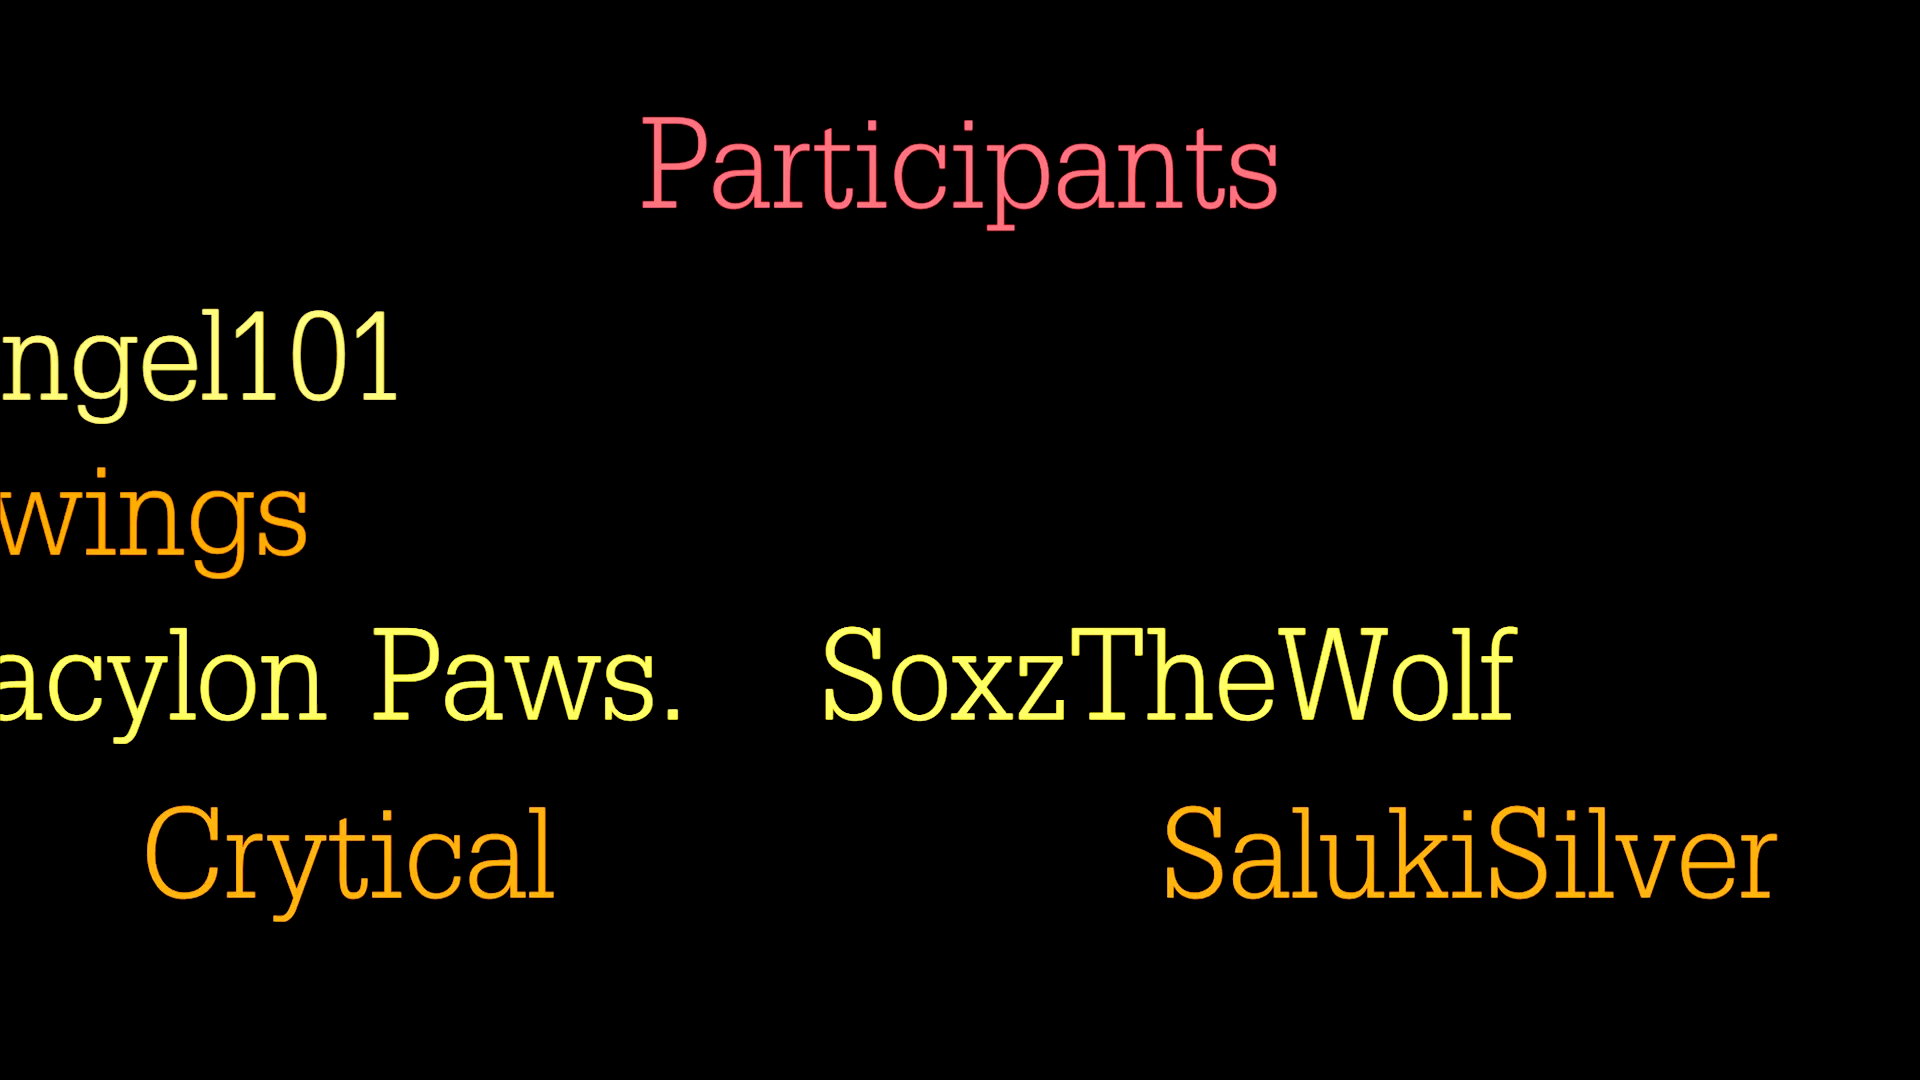 Participants
ngel101
wings
acylon Paws. SoxzTheWolf
Crytical SalukiSilver